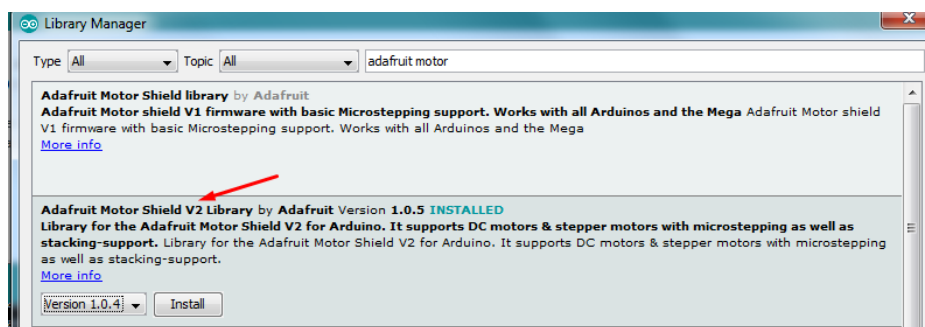 Library Manager
Type All Topic All adafruit motor
Adafruit Motor Shield library by Adafruit
Adafruit Motor shield V1 firmware with basic Microstepping support. Works with all Arduinos and the Mega Adafruit Motor shield
V1 firmware with basic Microstepping support. Works with all Arduinos and the Mega
More info
Adafruit Motor Shield V2 Library by Adafruit Version 1.0.5 INSTALLED
Library for the Adafruit Motor Shield V2 for Arduino. It supports DC motors & stepper motors with microstepping as well as
stacking-support. Library for the Adafruit Motor Shield V2 for Arduino. It supports DC motors & stepper motors with microstepping
as well as stacking-support.
More info
Version 1.0.4 Install